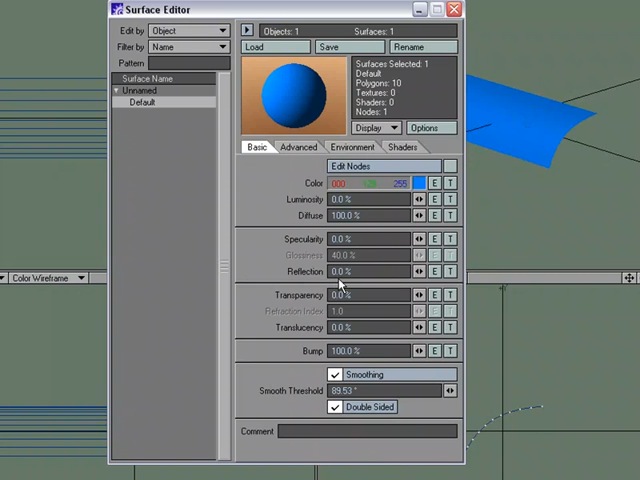 Surface Editor
Edit by Object
Filter by Name
Pattern
Surface Name
Unnamed
Default
Objects: 1 Surfaces: 1
Load Save Rename
Surfaces Selected: 1
Default
Polygons: 10
Textures: 0
Shaders: 0
Nodes: 1
Display Options
Basic Advanced Environment Shaders
Edit Nodes
Color 000 128 255 E T
Luminosity 0.0 % E T
Diffuse 100.0 % E T
Specularity 0.0 % E T
Glossiness 40.0 % E T
Reflection 0.0 % E T
Transparency 0.0 % E T
Refraction Index 1.0 E T
Translucency 0.0 % E T
Bump 100.0 % E T
Smoothing
Smooth Threshold 89.53 °
Double Sided
Comment
Color Wireframe